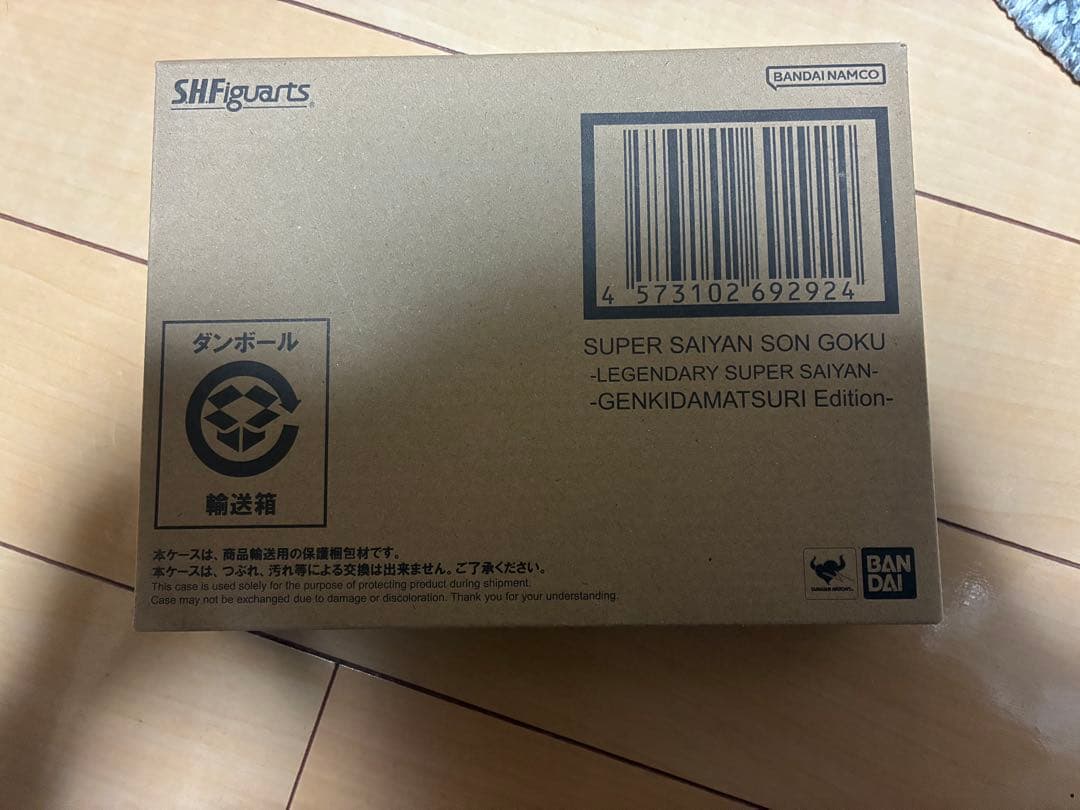 S.H.Figuarts®
BANDAI NAMCO
4 573102 692924
SUPER SAIYAN SON GOKU
-LEGENDARY SUPER SAIYAN-
-GENKIDAMATSURI Edition-
ダンボール
輸送箱
本ケースは、商品輸送用の保護梱包材です。
本ケースは、つぶれ、汚れ等による交換は出来ません。ご了承ください。
This case is used solely for the purpose of protecting product during shipment.
Case may not be exchanged due to damage or discoloration. Thank you for your understanding.
BAN
DAI